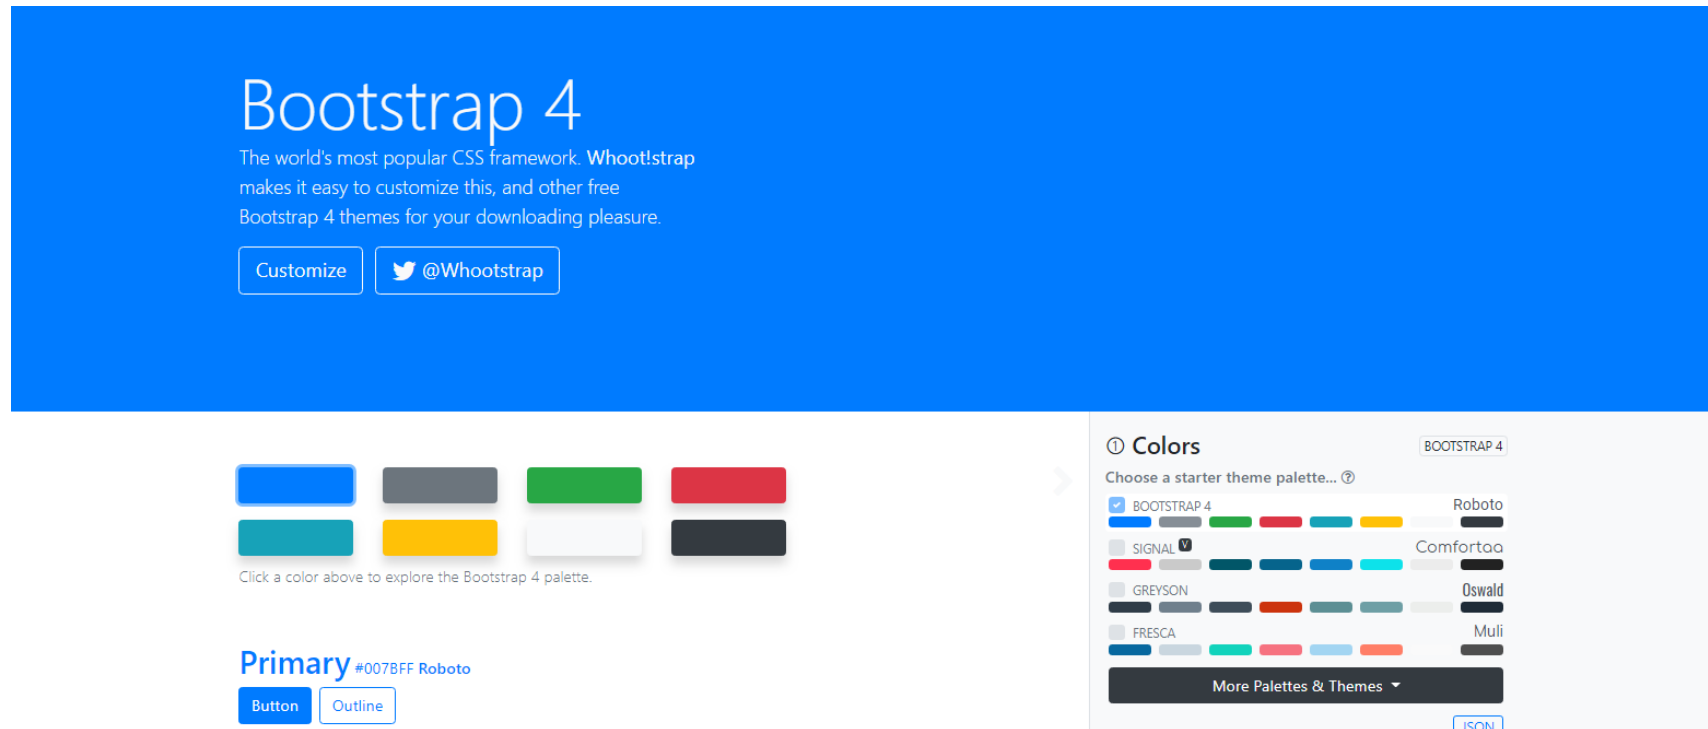 Bootstrap 4
The world's most popular CSS framework. Whoot!strap
makes it easy to customize this, and other free
Bootstrap 4 themes for your downloading pleasure.
Customize
@Whootstrap
Click a color above to explore the Bootstrap 4 palette.
Primary #007BFF Roboto
Button
Outline
1 Colors
BOOTSTRAP 4
Choose a starter theme palette... ?
BOOTSTRAP 4
Roboto
SIGNAL V
Comfortaa
GREYSON
Oswald
FRESCA
Muli
More Palettes & Themes
JSON